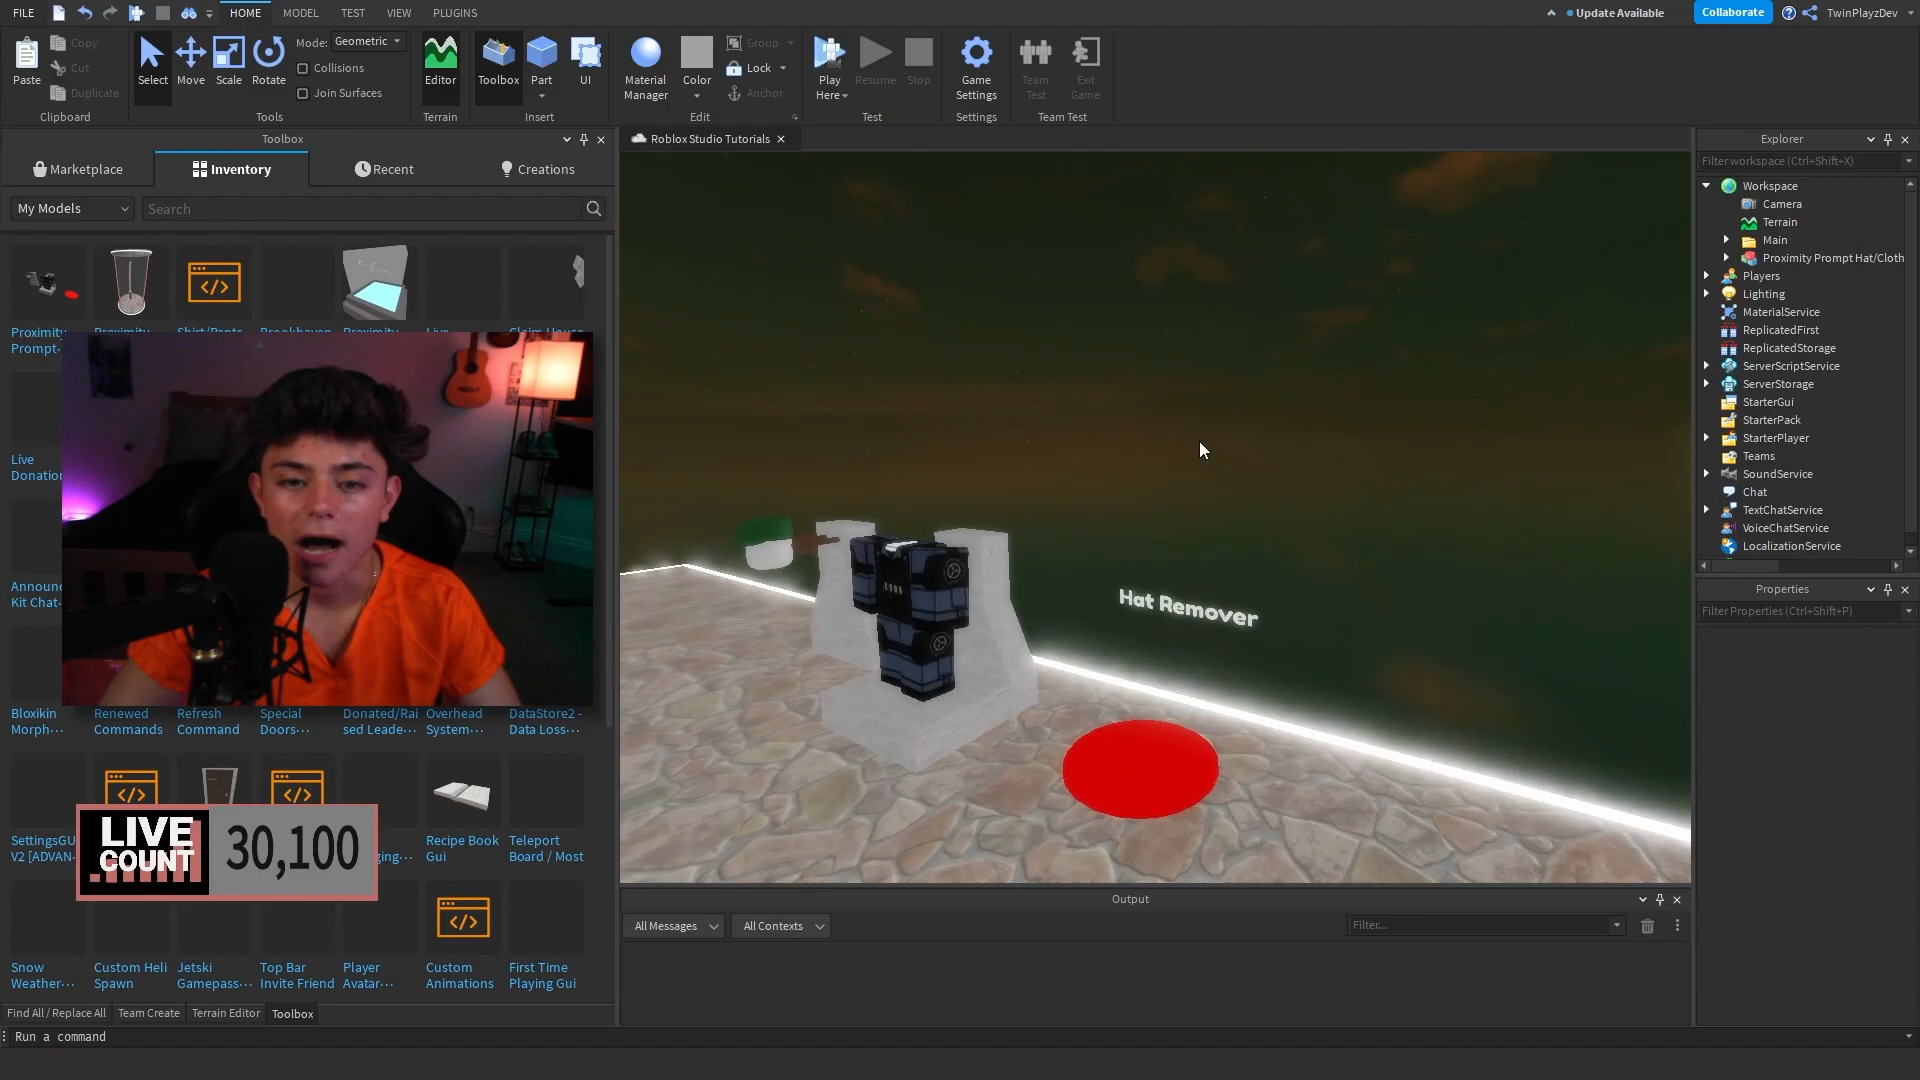 FILE
HOME
MODEL
TEST
VIEW
PLUGINS
Update Available
Collaborate
TwinPlayzDev
Paste
Copy
Cut
Duplicate
Clipboard
Select
Move
Scale
Rotate
Mode:
Geometric
Collisions
Join Surfaces
Tools
Editor
Terrain
Toolbox
Part
UI
Insert
Material
Manager
Color
Group
Lock
Anchor
Edit
Play
Here
Resume
Stop
Test
Game
Settings
Settings
Team
Test
Exit
Game
Team Test
Toolbox
Marketplace
Inventory
Recent
Creations
My Models
Search
Proximity
Prompt···
Live
Donation
Announ
Kit Chat·
Bloxikin
Morph···
Renewed
Commands
Refresh
Command
Special
Doors···
Donated/Rai
sed Leade···
Overhead
System···
DataStore2 -
Data Loss···
SettingsGU
V2 [ADVAN·
ging···
Recipe Book
Gui
Teleport
Board / Most
LIVE
COUNT
30,100
Snow
Weather···
Custom Heli
Spawn
Jetski
Gamepass···
Top Bar
Invite Friend
Player
Avatar···
Custom
Animations
First Time
Playing Gui
Find All / Replace All
Team Create
Terrain Editor
Toolbox
Run a command
Roblox Studio Tutorials
Hat Remover
Output
All Messages
All Contexts
Filter...
Explorer
Filter workspace (Ctrl+Shift+X)
Workspace
Camera
Terrain
Main
Proximity Prompt Hat/Cloth
Players
Lighting
MaterialService
ReplicatedFirst
ReplicatedStorage
ServerScriptService
ServerStorage
StarterGui
StarterPack
StarterPlayer
Teams
SoundService
Chat
TextChatService
VoiceChatService
LocalizationService
Properties
Filter Properties (Ctrl+Shift+P)